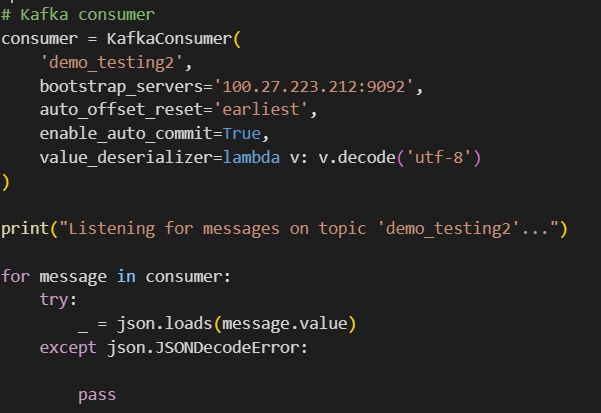 # Kafka consumer
consumer = KafkaConsumer(
    'demo_testing2',
    bootstrap_servers='100.27.223.212:9092',
    auto_offset_reset='earliest',
    enable_auto_commit=True,
    value_deserializer=lambda v: v.decode('utf-8')
)
print("Listening for messages on topic 'demo_testing2'...")
for message in consumer:
    try:
        _ = json.loads(message.value)
    except json.JSONDecodeError:
        pass